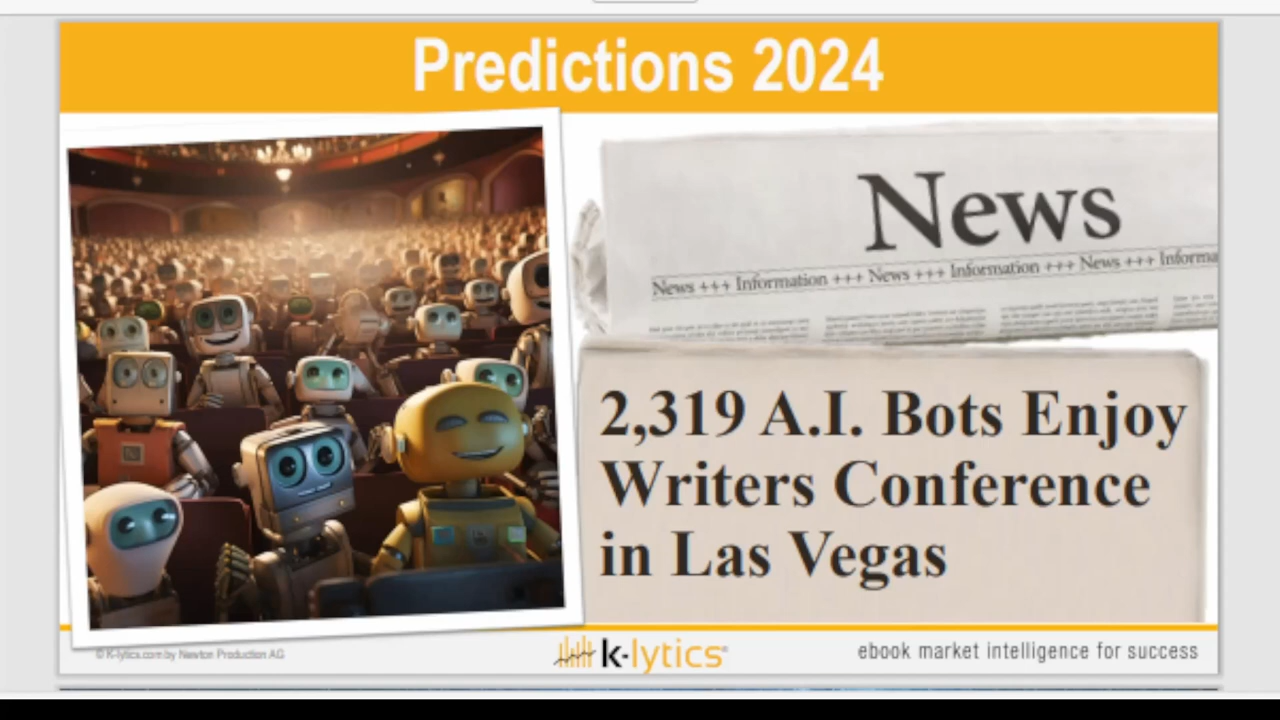 Predictions 2024
News
News +++ Information +++ News +++ Information +++ News +++ Informa
2,319 A.I. Bots Enjoy
Writers Conference
in Las Vegas
© K-lytics.com by Newton Production AG
k-lytics
ebook market intelligence for success